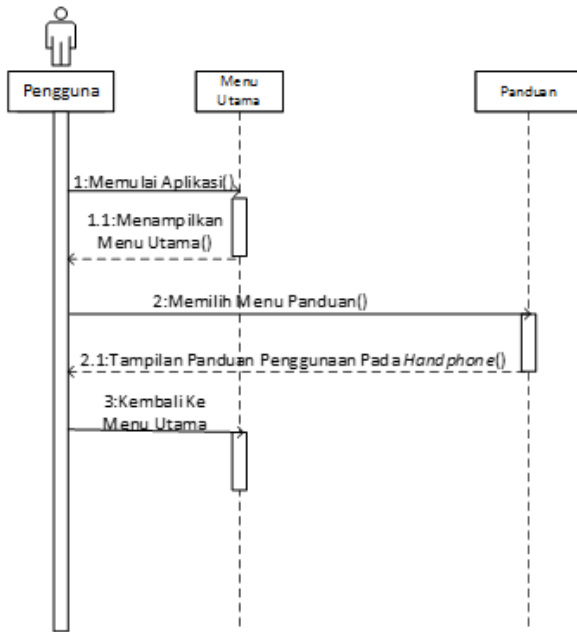 Pengguna
Menu
Utama
Panduan
1:Memulai Aplikasi()
1.1:Menampilkan
Menu Utama()
2:Memilih Menu Panduan()
2.1:Tampilan Panduan Penggunaan Pada Handphone()
3:Kembali Ke
Menu Utama